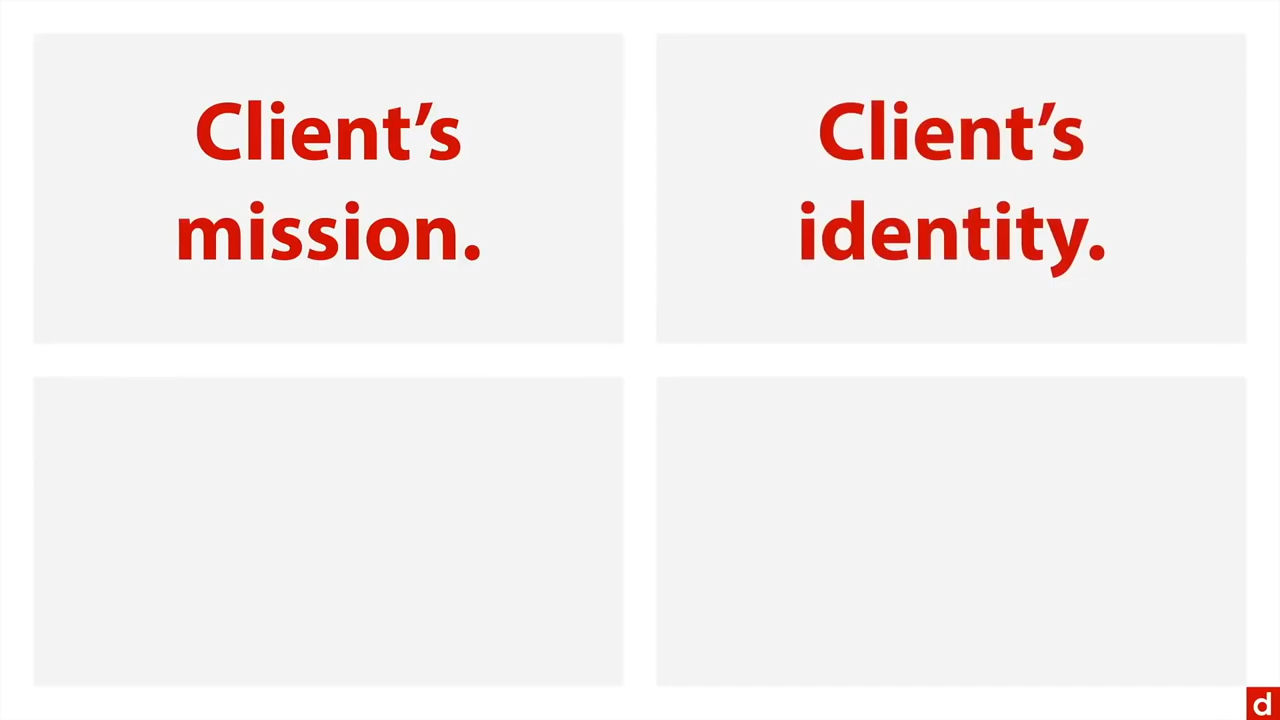 Client’s
mission.
Client’s
identity.
d